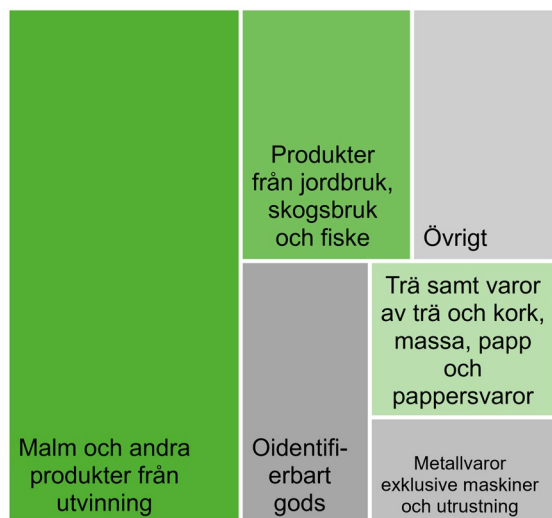 Produkter
från jordbruk,
skogsbruk
och fiske
Övrigt
Trä samt varor
av trä och kork,
massa, papp
och
pappersvaror
Malm och andra
produkter från
utvinning
Oidentifi-
erbart
gods
Metallvaror
exklusive maskiner
och utrustning